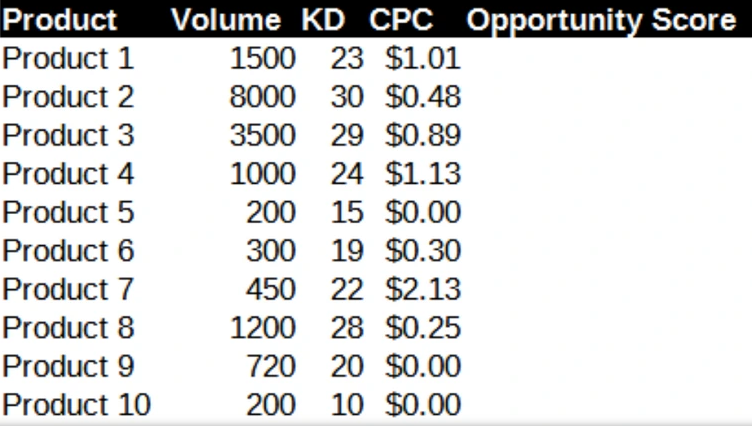 Product Volume KD CPC Opportunity Score
Product 1 1500 23 $1.01
Product 2 8000 30 $0.48
Product 3 3500 29 $0.89
Product 4 1000 24 $1.13
Product 5 200 15 $0.00
Product 6 300 19 $0.30
Product 7 450 22 $2.13
Product 8 1200 28 $0.25
Product 9 720 20 $0.00
Product 10 200 10 $0.00